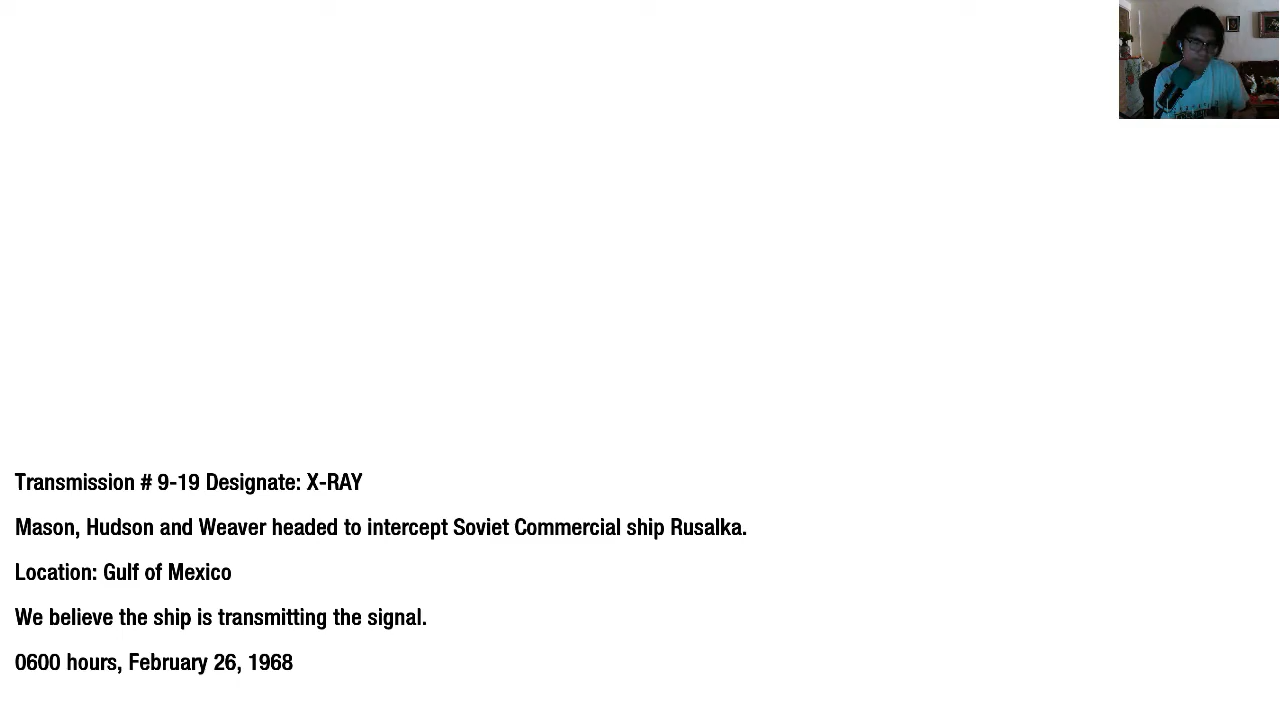 Transmission # 9-19 Designate: X-RAY
Mason, Hudson and Weaver headed to intercept Soviet Commercial ship Rusalka.
Location: Gulf of Mexico
We believe the ship is transmitting the signal.
0600 hours, February 26, 1968